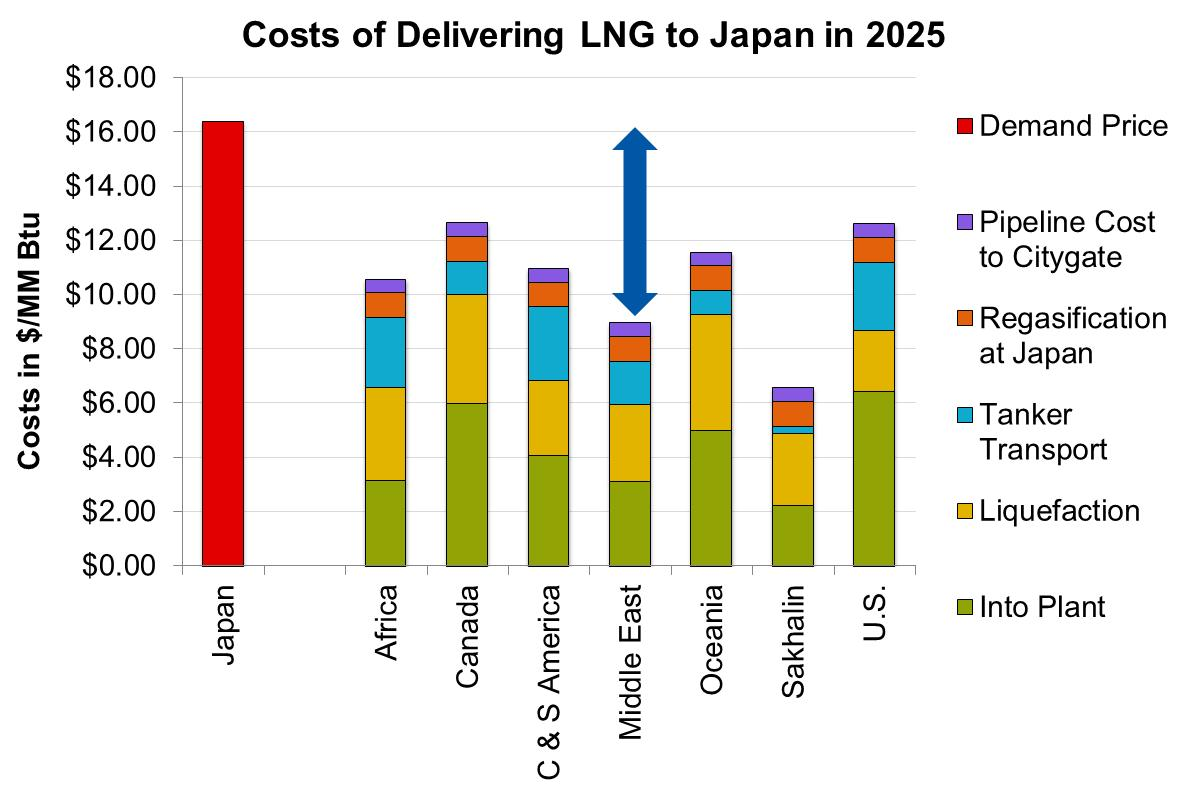 Costs of Delivering LNG to Japan in 2025
Costs in $/MM Btu
$18.00
$16.00
$14.00
$12.00
$10.00
$8.00
$6.00
$4.00
$2.00
$0.00
Japan
Africa
Canada
C & S America
Middle East
Oceania
Sakhalin
U.S.
Demand Price
Pipeline Cost
to Citygate
Regasification
at Japan
Tanker
Transport
Liquefaction
Into Plant